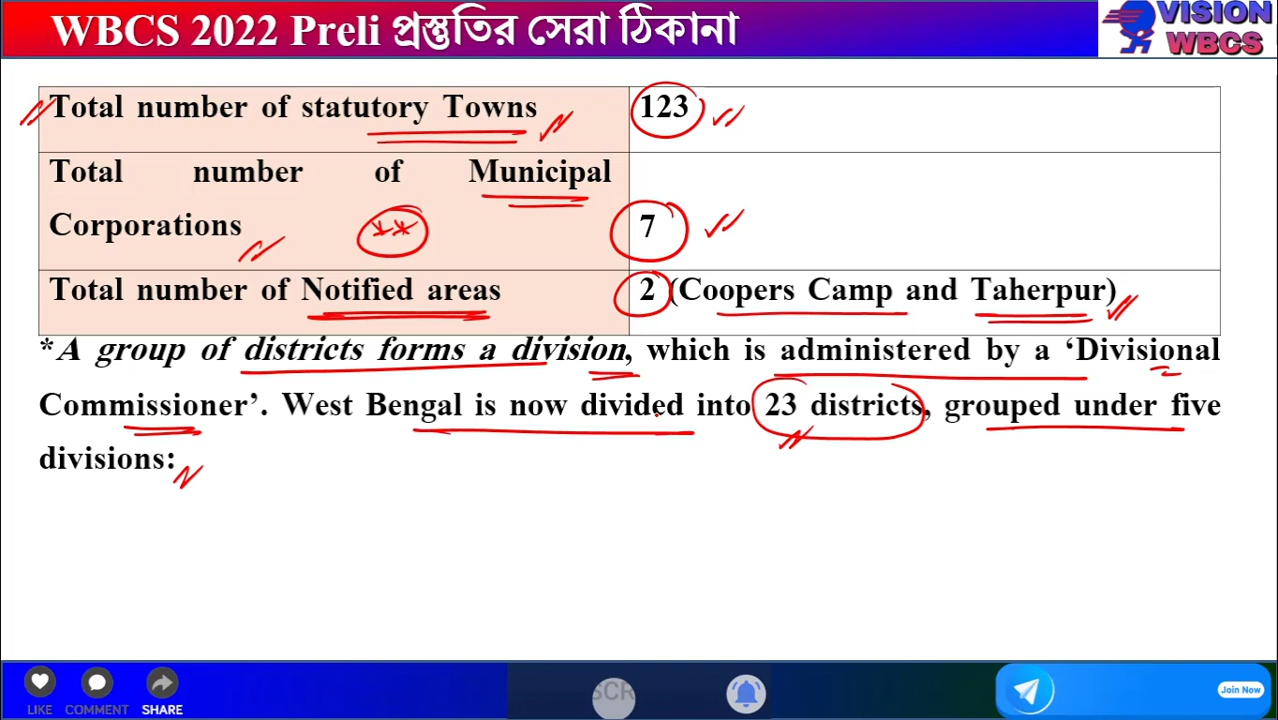 WBCS 2022 Preli প্রস্তুতির সেরা ঠিকানা
VISION
WBCS
Total number of statutory Towns 123
Total number of Municipal
Corporations ** 7
Total number of Notified areas 2 (Coopers Camp and Taherpur)
*A group of districts forms a division, which is administered by a ‘Divisional
Commissioner’. West Bengal is now divided into 23 districts, grouped under five
divisions:
LIKE COMMENT SHARE SCR Join Now